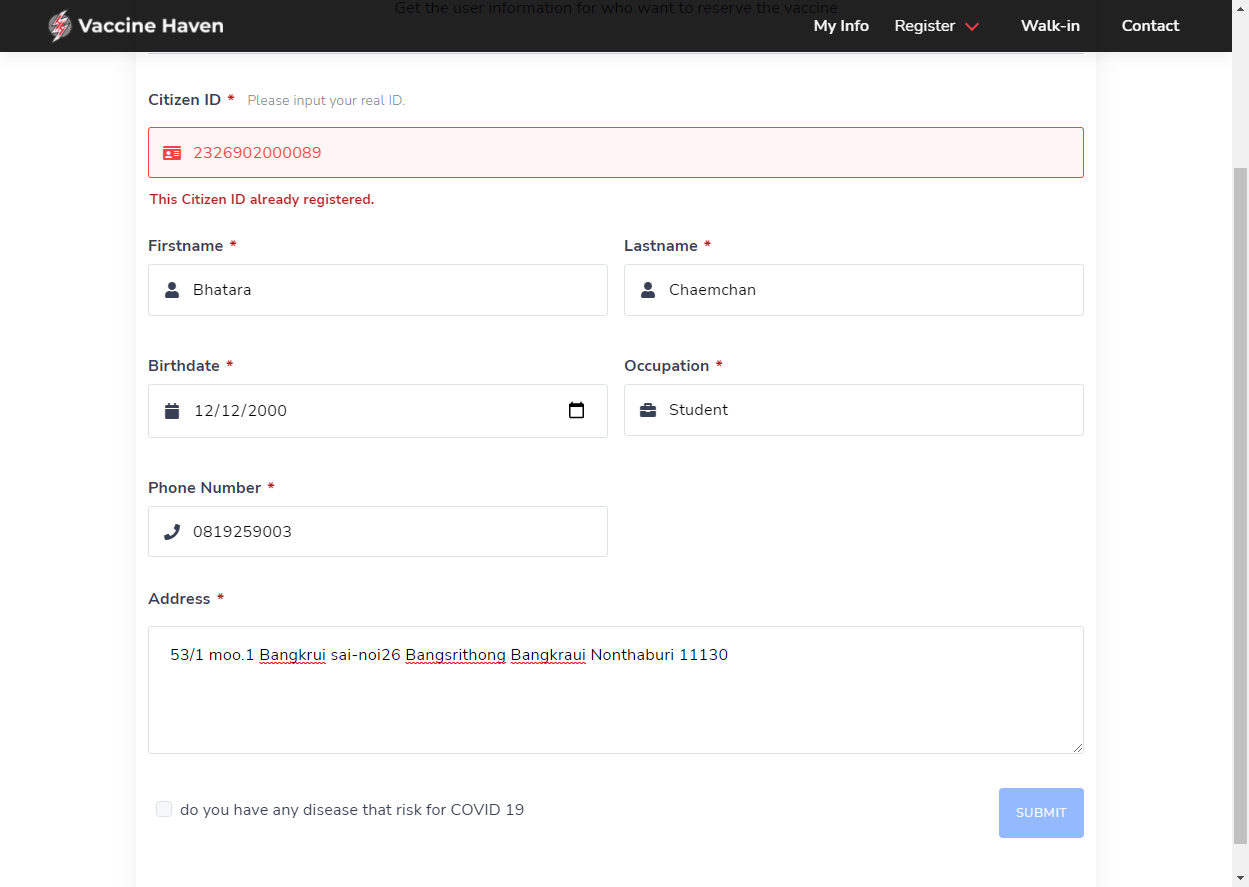 Get the user information for who want to reserve the vaccine
Vaccine Haven My Info Register Walk-in Contact
Citizen ID * Please input your real ID.
2326902000089
This Citizen ID already registered.
Firstname * Lastname *
Bhatara Chaemchan
Birthdate * Occupation *
12/12/2000 Student
Phone Number *
0819259003
Address *
53/1 moo.1 Bangkrui sai-noi26 Bangsrithong Bangkraui Nonthaburi 11130
do you have any disease that risk for COVID 19 SUBMIT